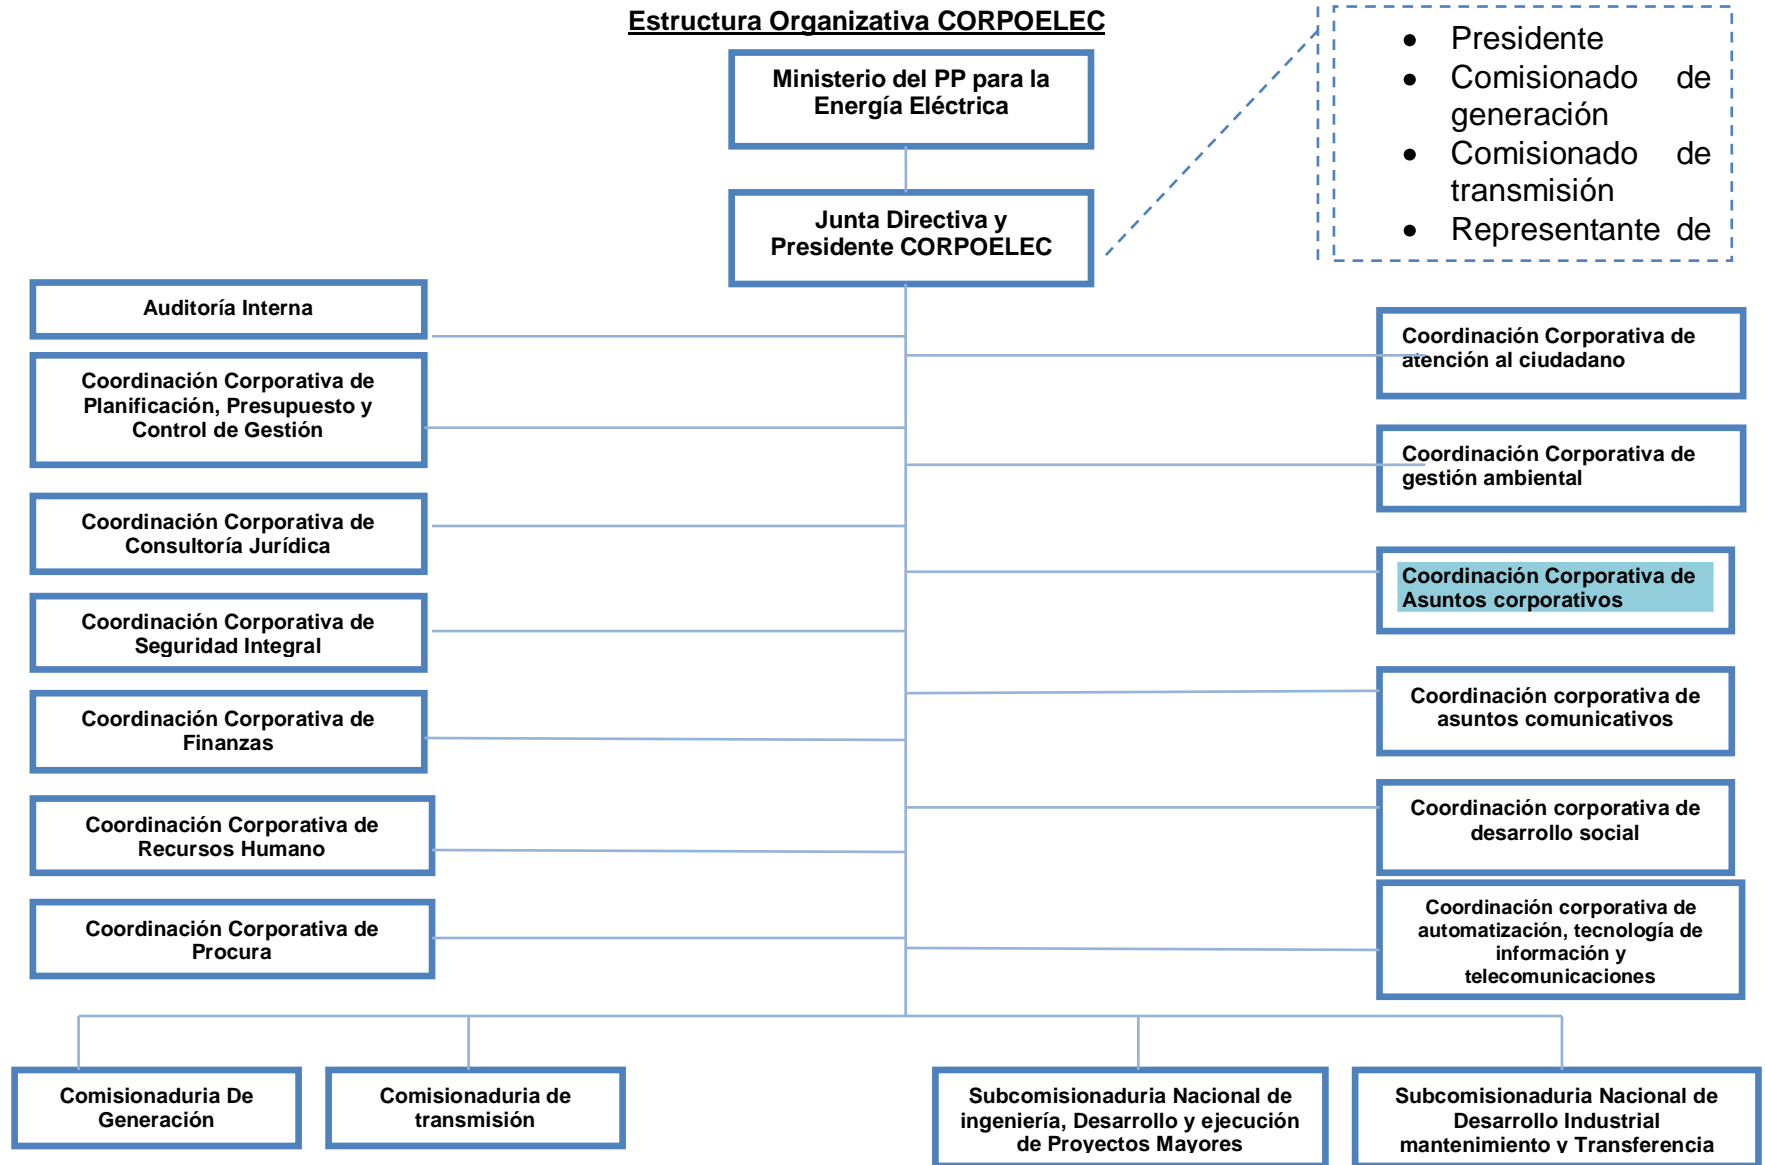 Estructura Organizativa CORPOELEC
Ministerio del PP para la
Energía Eléctrica
Junta Directiva y
Presidente CORPOELEC
• Presidente
• Comisionado de
generación
• Comisionado de
transmisión
• Representante de
Auditoría Interna
Coordinación Corporativa de
Planificación, Presupuesto y
Control de Gestión
Coordinación Corporativa de
Consultoría Jurídica
Coordinación Corporativa de
Seguridad Integral
Coordinación Corporativa de
Finanzas
Coordinación Corporativa de
Recursos Humano
Coordinación Corporativa de
Procura
Coordinación Corporativa de
atención al ciudadano
Coordinación Corporativa de
gestión ambiental
Coordinación Corporativa de
Asuntos corporativos
Coordinación corporativa de
asuntos comunicativos
Coordinación corporativa de
desarrollo social
Coordinación corporativa de
automatización, tecnología de
información y
telecomunicaciones
Comisionaduria De
Generación
Comisionaduria de
transmisión
Subcomisionaduria Nacional de
ingeniería, Desarrollo y ejecución
de Proyectos Mayores
Subcomisionaduria Nacional de
Desarrollo Industrial
mantenimiento y Transferencia